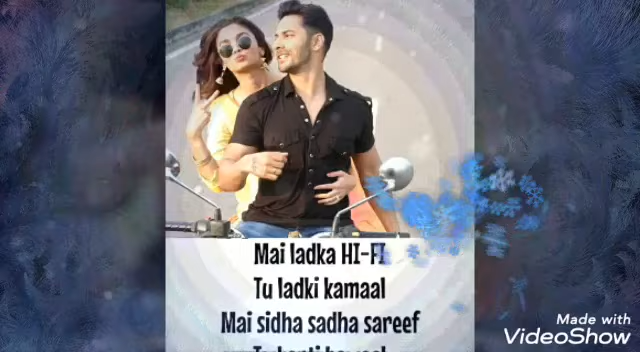 Mai ladka HI-FI
Tu ladki kamaal
Mai sidha sadha sareef
Made with
VideoShow